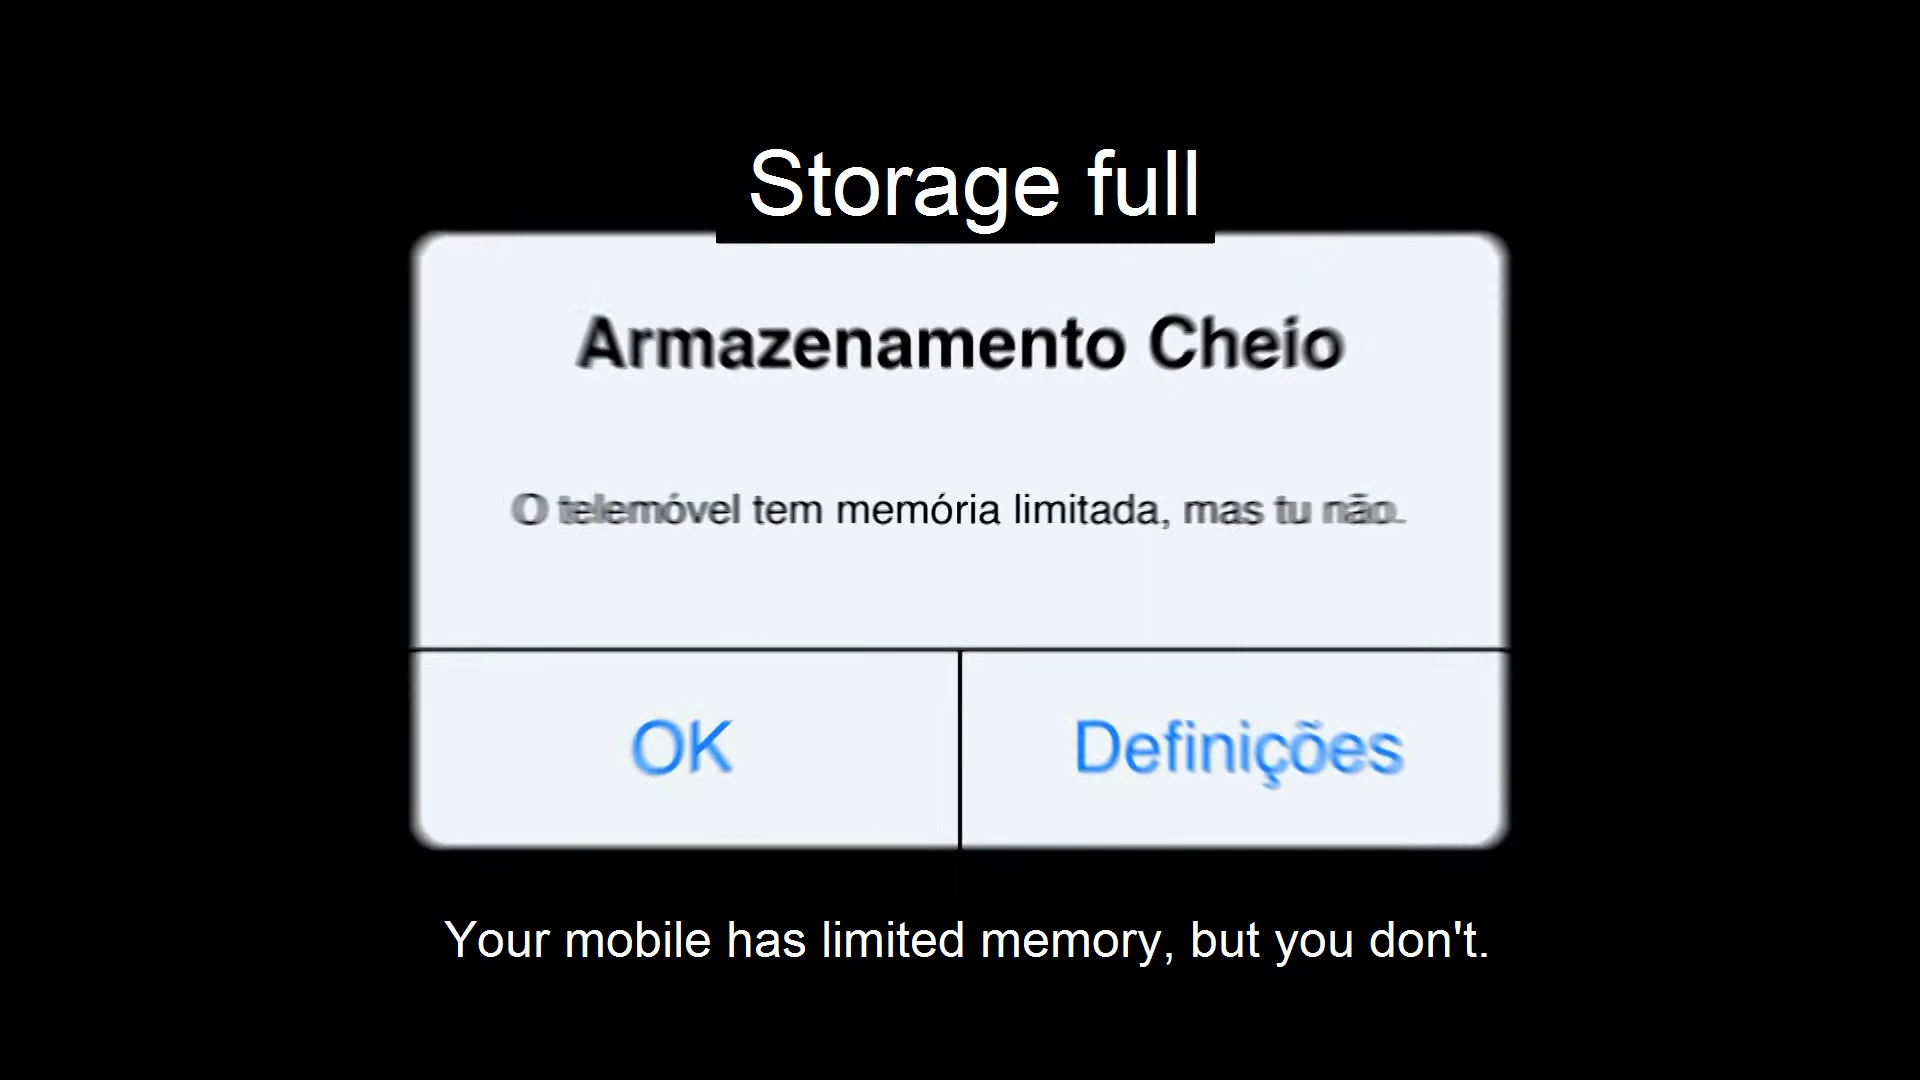 Storage full
Armazenamento Cheio
O telemóvel tem memória limitada, mas tu não.
OK
Definições
Your mobile has limited memory, but you don't.